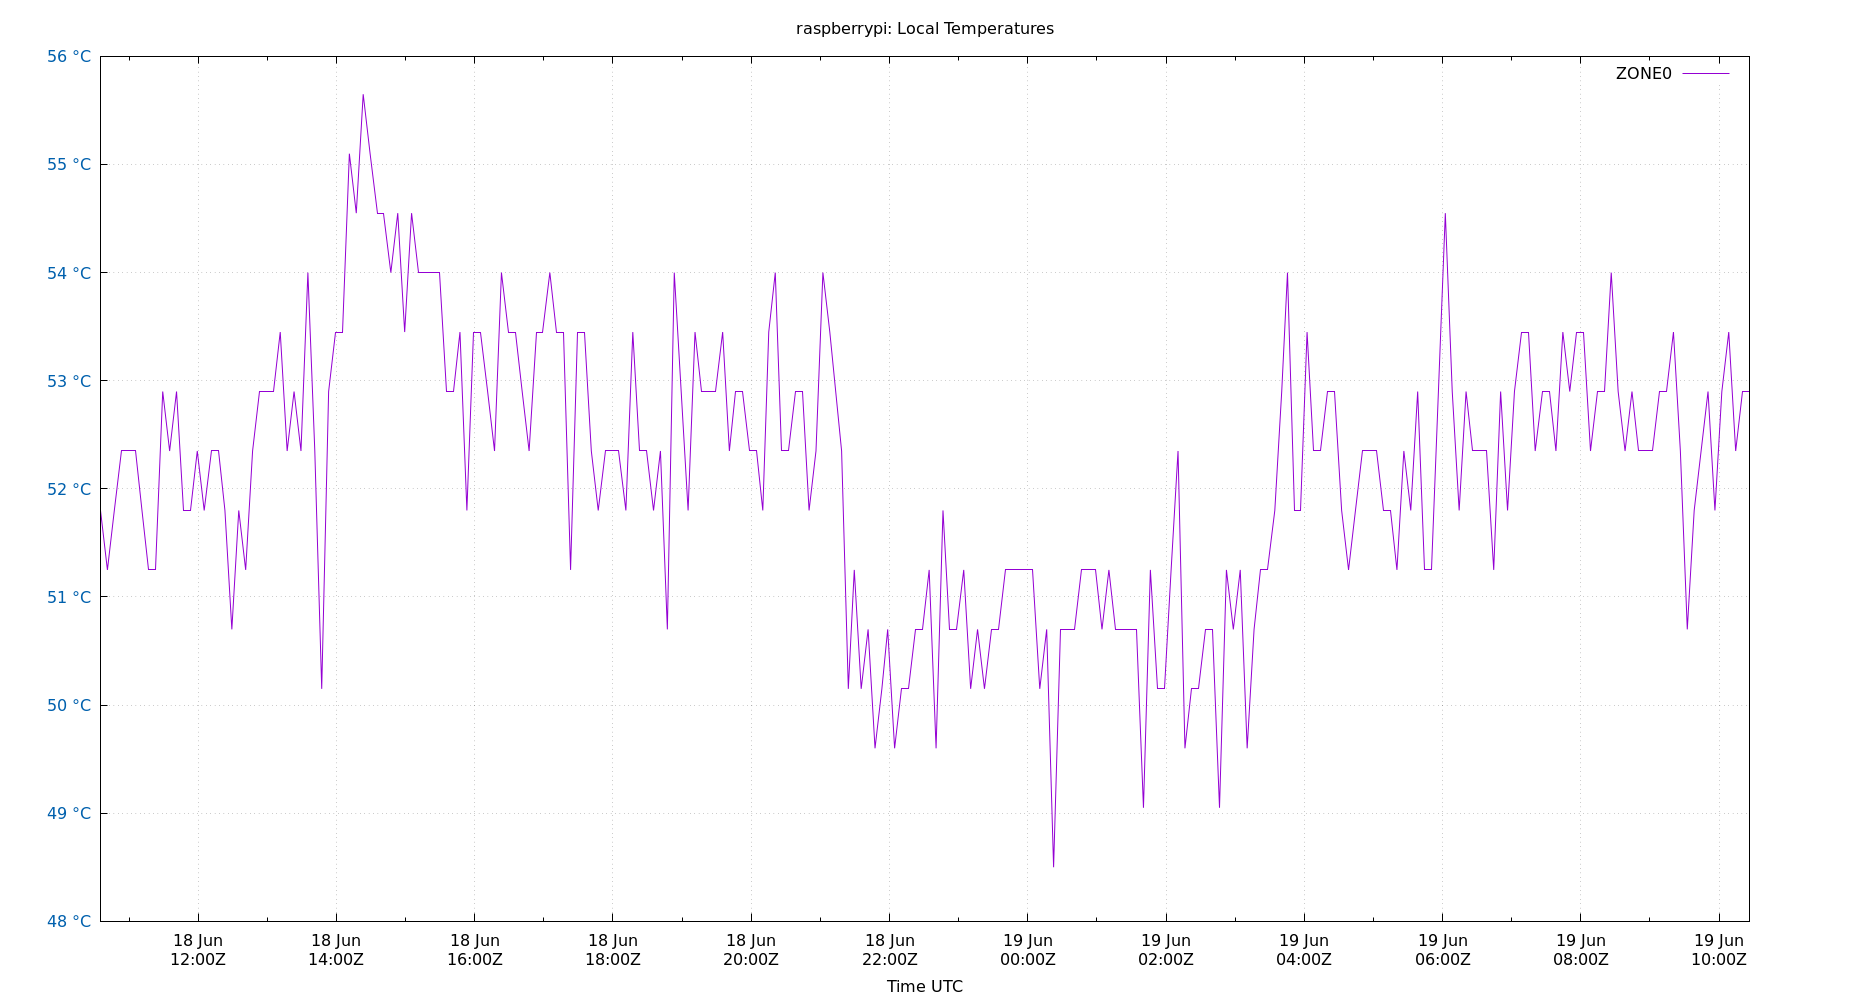 raspberrypi: Local Temperatures
56 °C
ZONE0
55 °C
54 °C
53 °C
52 °C
51 °C
50 °C
49 °C
48 °C
18 Jun 18 Jun 18 Jun 18 Jun 18 Jun 18 Jun 19 Jun 19 Jun 19 Jun 19 Jun 19 Jun 19 Jun
12:00Z 14:00Z 16:00Z 18:00Z 20:00Z 22:00Z 00:00Z 02:00Z 04:00Z 06:00Z 08:00Z 10:00Z
Time UTC